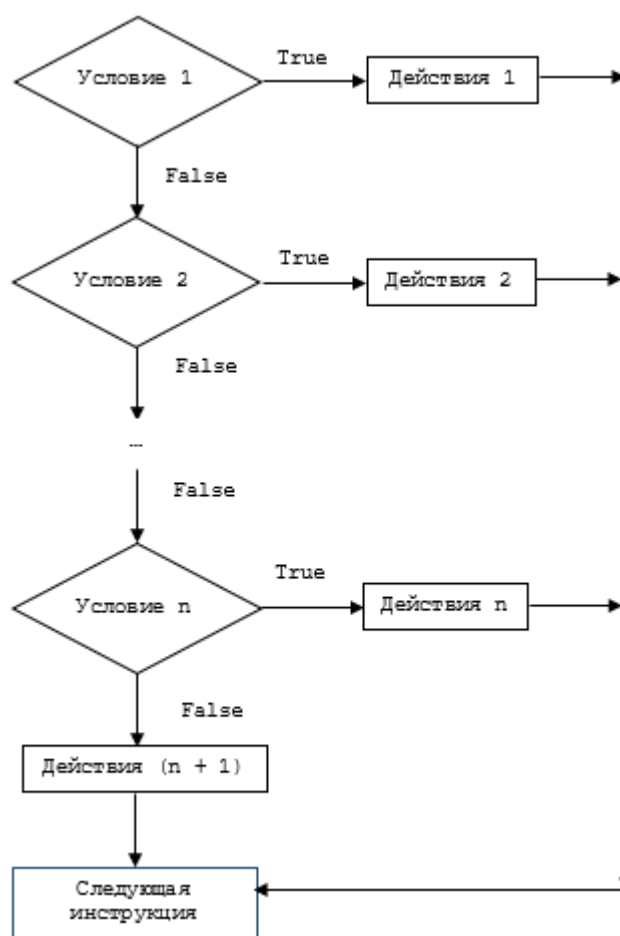 Условие 1
True
Действия 1
False
Условие 2
True
Действия 2
False
…
False
Условие n
True
Действия n
False
Действия (n + 1)
Следующая
инструкция